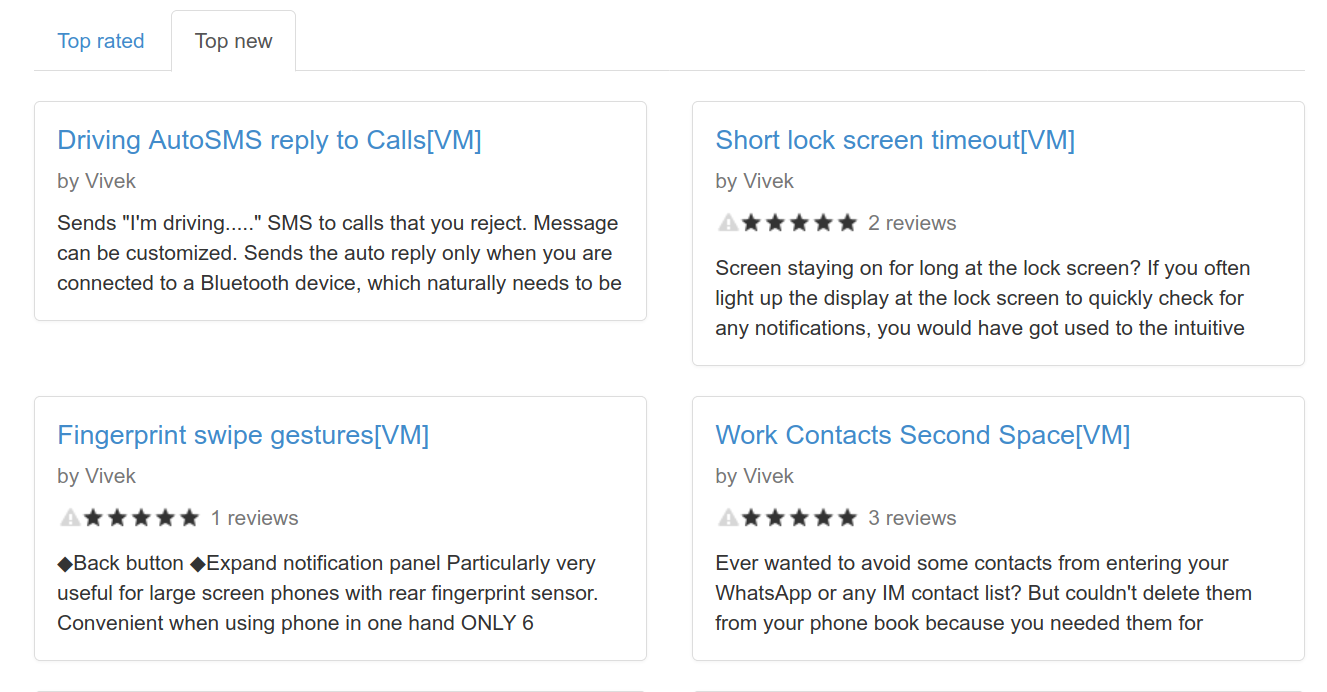 Top rated
Top new
Driving AutoSMS reply to Calls[VM]
by Vivek
Sends "I'm driving....." SMS to calls that you reject. Message
can be customized. Sends the auto reply only when you are
connected to a Bluetooth device, which naturally needs to be
Short lock screen timeout[VM]
by Vivek
2 reviews
Screen staying on for long at the lock screen? If you often
light up the display at the lock screen to quickly check for
any notifications, you would have got used to the intuitive
Fingerprint swipe gestures[VM]
by Vivek
1 reviews
◆Back button ◆Expand notification panel Particularly very
useful for large screen phones with rear fingerprint sensor.
Convenient when using phone in one hand ONLY 6
Work Contacts Second Space[VM]
by Vivek
3 reviews
Ever wanted to avoid some contacts from entering your
WhatsApp or any IM contact list? But couldn't delete them
from your phone book because you needed them for